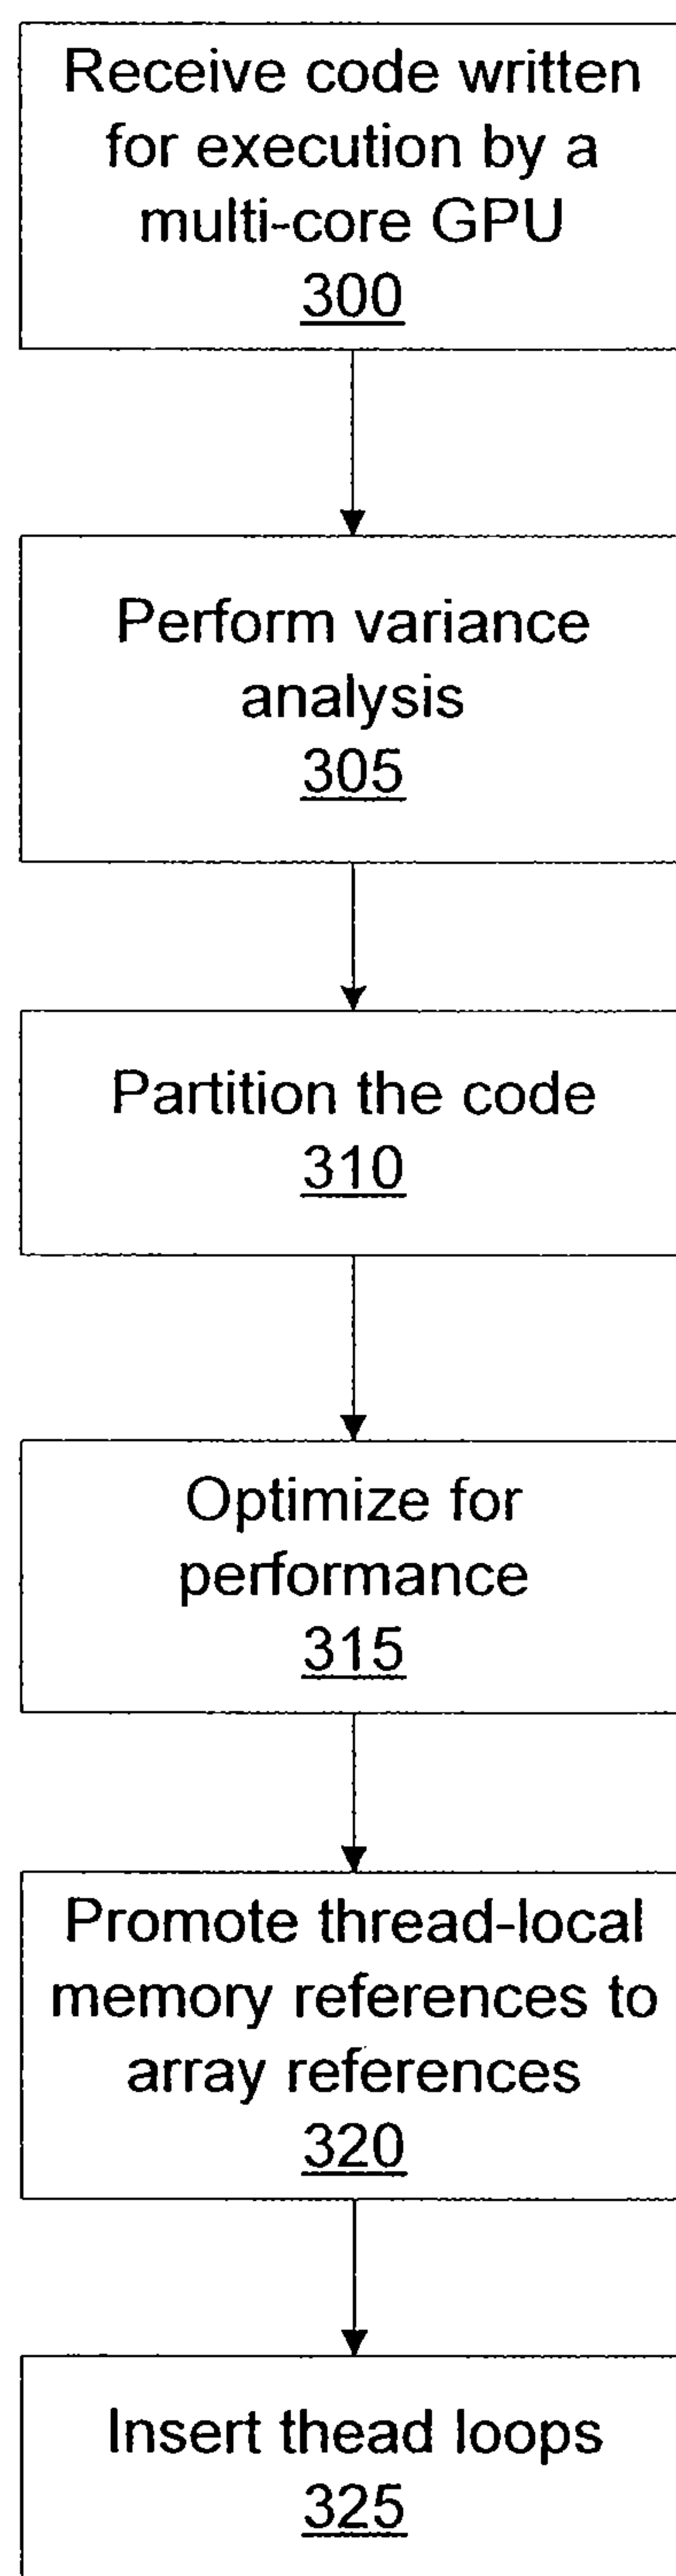 Receive code written
for execution by a
multi-core GPU
300
Perform variance
analysis
305
Partition the code
310
Optimize for
performance
315
Promote thread-local
memory references to
array references
320
Insert thead loops
325